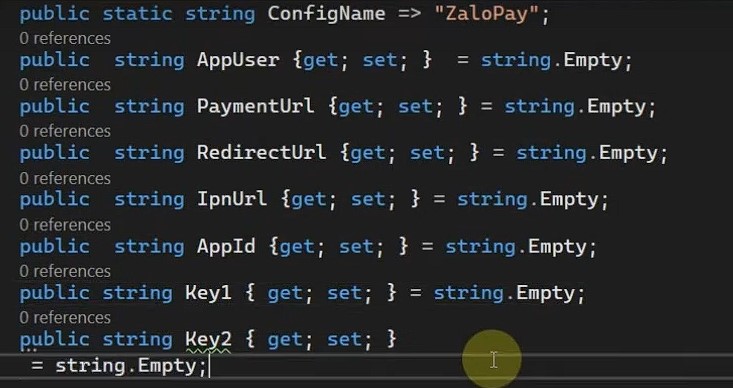 public static string ConfigName => "ZaloPay";
0 references
public  string AppUser {get; set; }  = string.Empty;
0 references
public  string PaymentUrl {get; set; } = string.Empty;
0 references
public  string RedirectUrl {get; set; } = string.Empty;
0 references
public  string IpnUrl {get; set; } = string.Empty;
0 references
public  string AppId {get; set; } = string.Empty;
0 references
public string Key1 { get; set; } = string.Empty;
0 references
public string Key2 { get; set; }
= string.Empty;